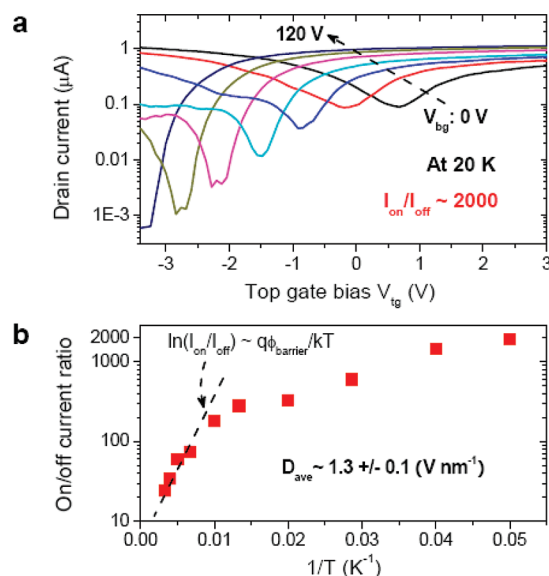 a
Drain current (μA)
1
0.1
0.01
1E-3
120 V
V_bg: 0 V
At 20 K
I_on/I_off ~ 2000
-3 -2 -1 0 1 2 3
Top gate bias V_tg (V)
b
On/off current ratio
2000
1000
100
10
ln(I_on/I_off) ~ qϕ_barrier/kT
D_ave~ 1.3 +/- 0.1 (V nm⁻¹)
0.00 0.01 0.02 0.03 0.04 0.05
1/T (K⁻¹)